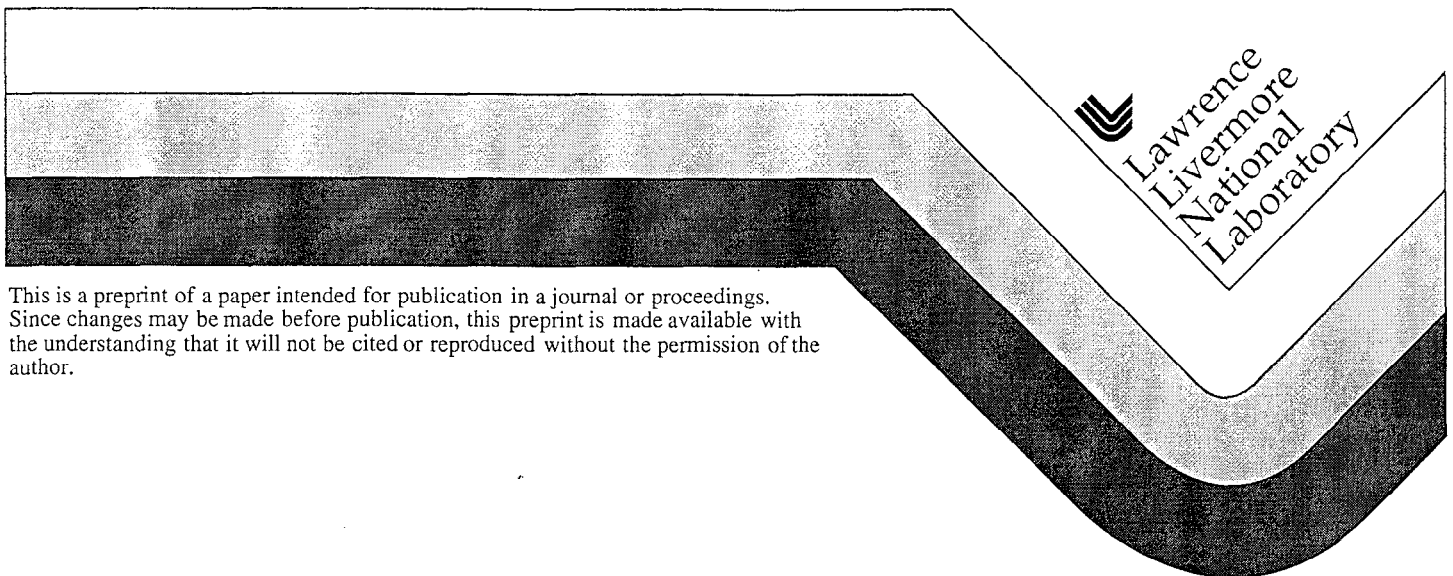 Lawrence
Livermore
National
Laboratory
This is a preprint of a paper intended for publication in a journal or proceedings.
Since changes may be made before publication, this preprint is made available with
the understanding that it will not be cited or reproduced without the permission of the
author.